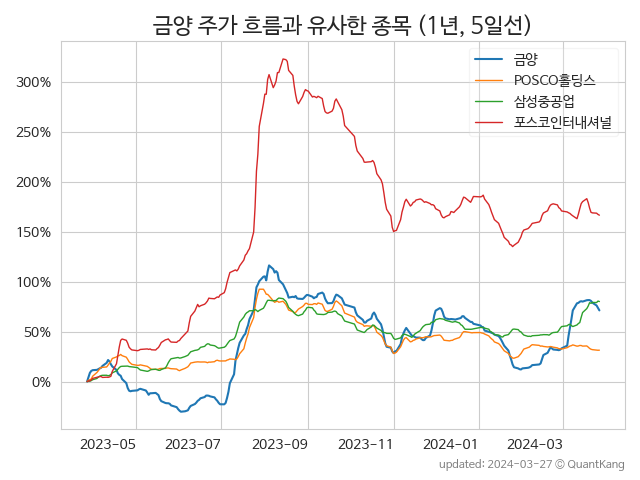 금양 주가 흐름과 유사한 종목 (1년, 5일선)
금양
POSCO홀딩스
삼성중공업
포스코인터내셔널
300%
250%
200%
150%
100%
50%
0%
2023-05 2023-07 2023-09 2023-11 2024-01 2024-03
updated: 2024-03-27 © QuantKang